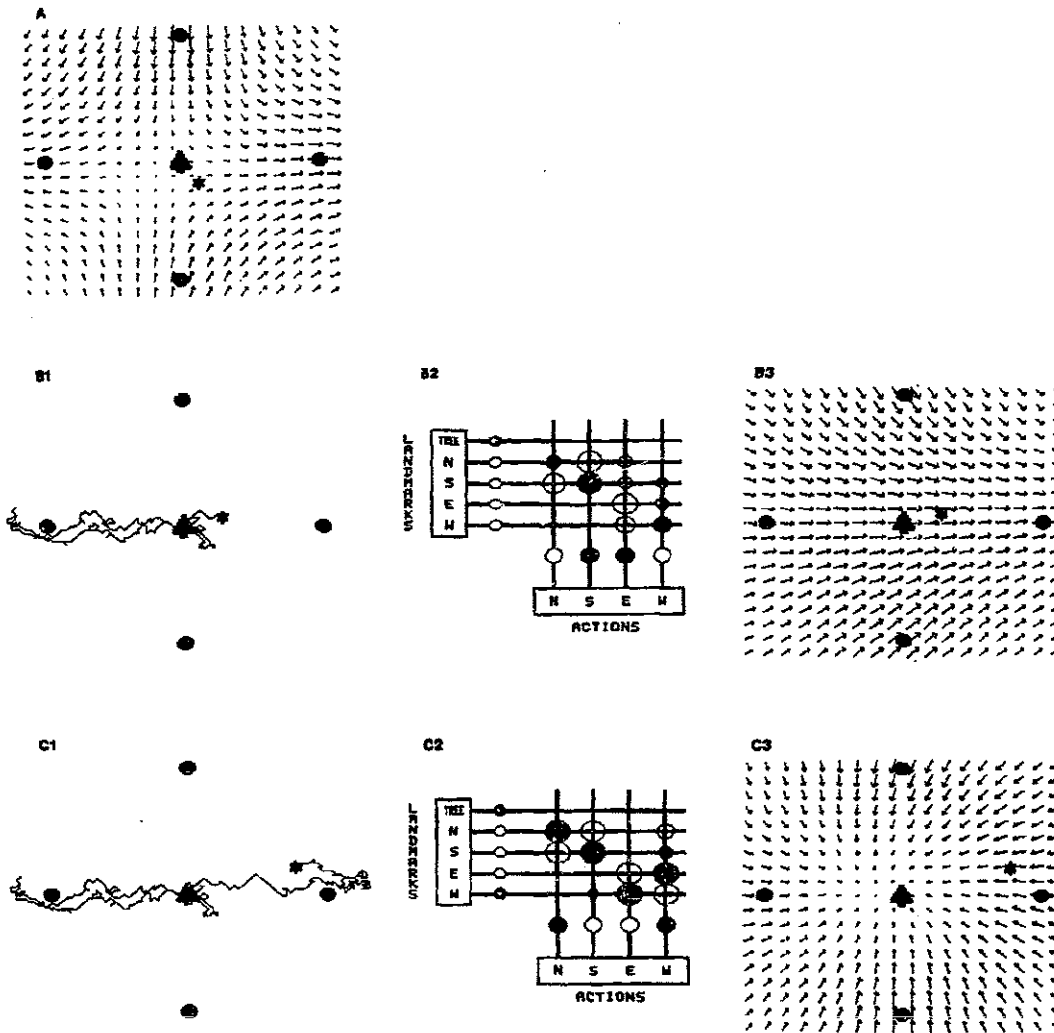 A
B1
B2
B3
LANDMARKS
TREE
N
S
E
W
N S E W
ACTIONS
C1
C2
C3
LANDMARKS
TREE
N
S
E
W
N S E W
ACTIONS